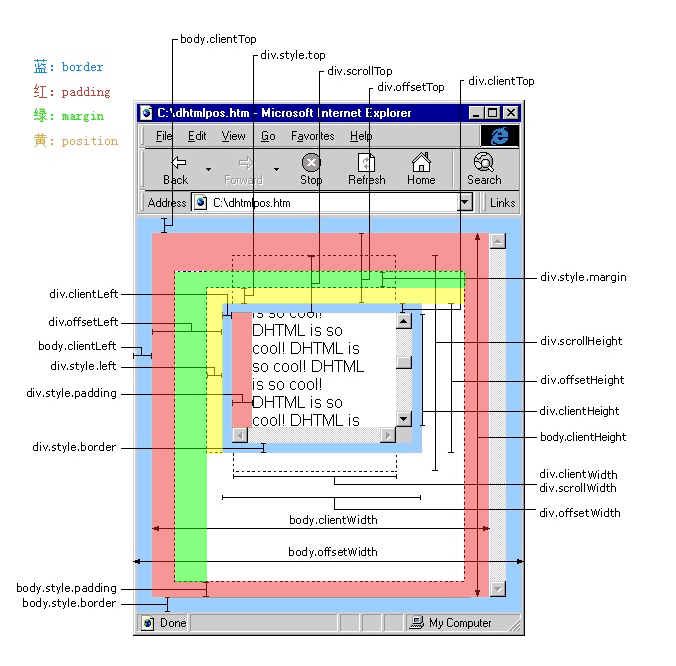 body.clientTop
div.style.top
div.scrollTop
div.offsetTop
div.clientTop
蓝：border
红：padding
绿：margin
黄：position
C:\dhtmlpos.htm - Microsoft Internet Explorer
File Edit View Go Favorites Help
Back Forward Stop Refresh Home Search
Address C:\dhtmlpos.htm Links
div.style.margin
div.clientLeft
div.offsetLeft
body.clientLeft
div.style.left
div.style.padding
div.style.border
is so cool!
DHTML is so
cool! DHTML is
so cool! DHTML
is so cool!
DHTML is so
cool! DHTML is
div.scrollHeight
div.offsetHeight
div.clientHeight
body.clientHeight
div.clientWidth
div.scrollWidth
div.offsetWidth
body.clientWidth
body.offsetWidth
body.style.padding
body.style.border
Done My Computer